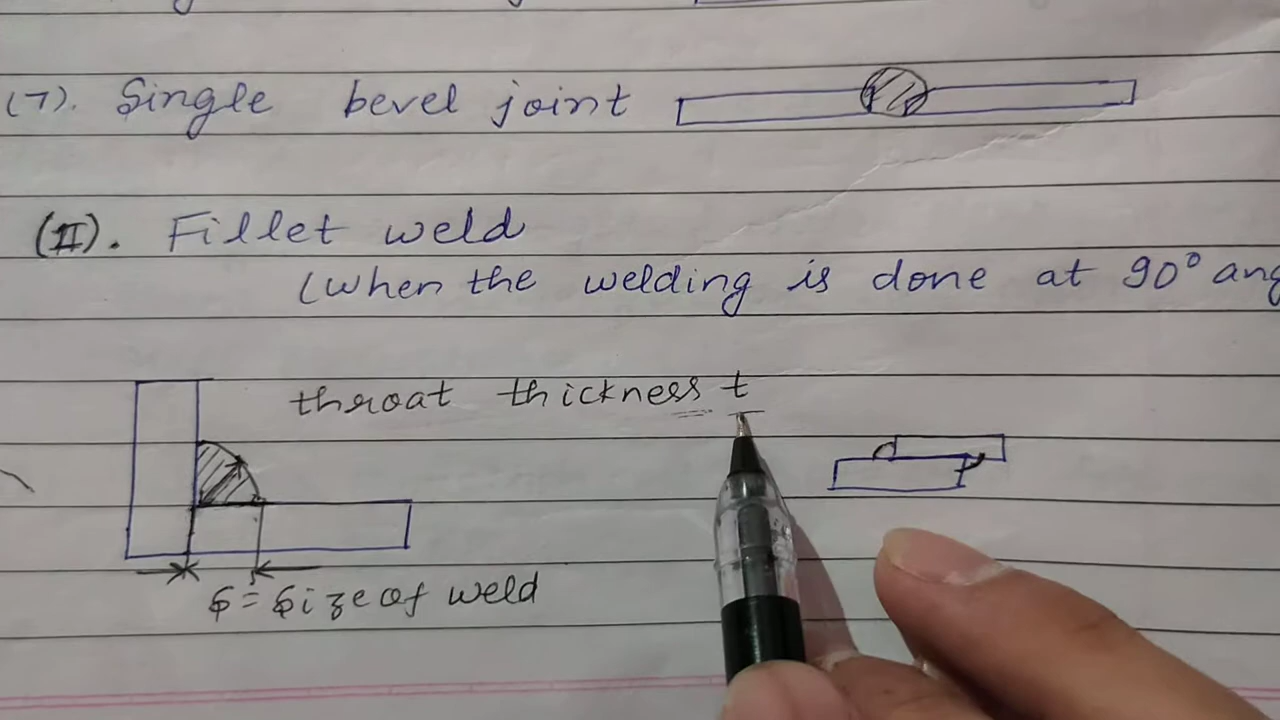 (7). Single bevel joint
(II). Fillet weld
(when the welding is done at 90° ang
throat thickness t
s = size of weld